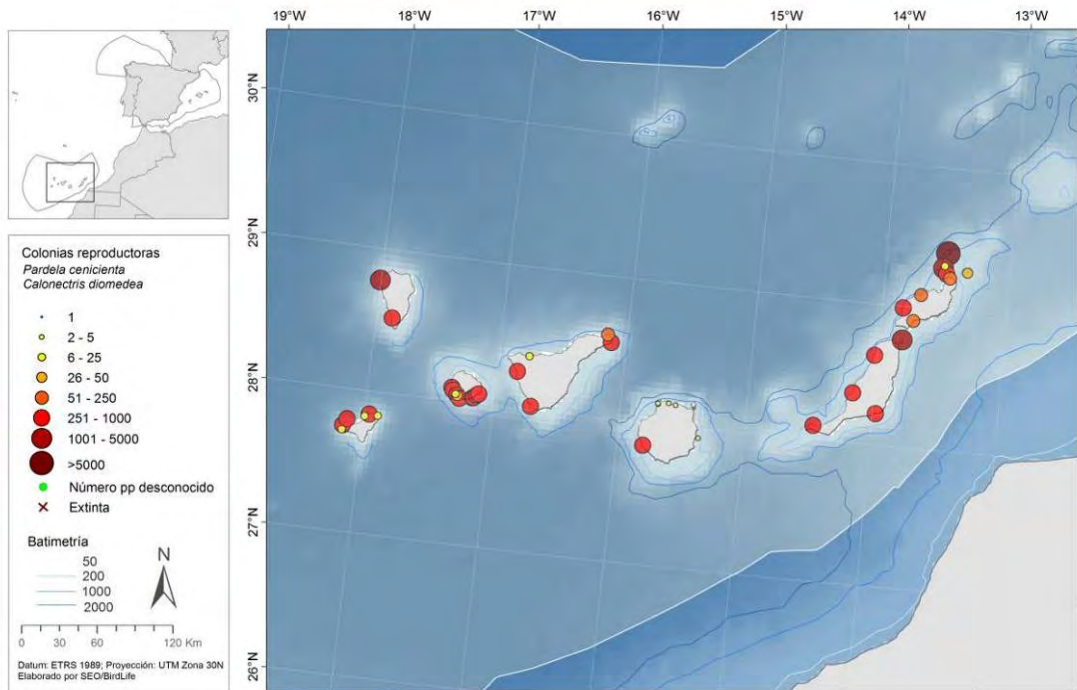 19°W 18°W 17°W 16°W 15°W 14°W 13°W
30°N
29°N
28°N
27°N
26°N
Colonias reproductoras
Pardela cenicienta
Calonectris diomedea
1
2 - 5
6 - 25
26 - 50
51 - 250
251 - 1000
1001 - 5000
>5000
Número pp desconocido
Extinta
Batimetría
50
200
1000
2000
N
0 30 60 120 Km
Datum: ETRS 1989; Proyección: UTM Zona 30N
Elaborado por SEO/BirdLife